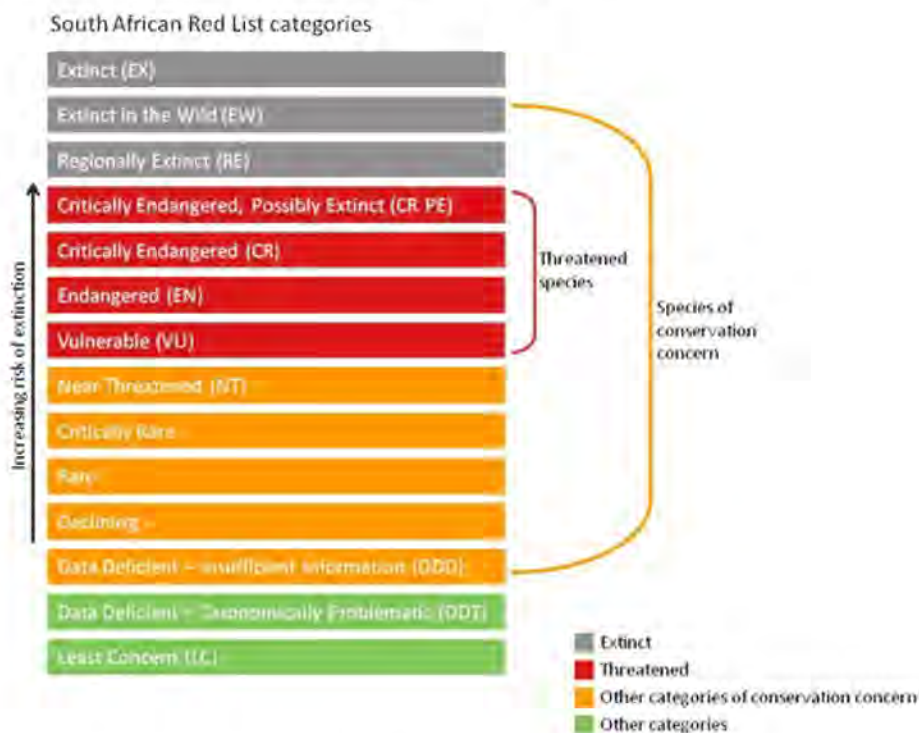 South African Red List categories
Extinct (EX)
Extinct in the Wild (EW)
Regionally Extinct (RE)
Critically Endangered, Possibly Extinct (CR PE)
Critically Endangered (CR)
Endangered (EN)
Vulnerable (VU)
Near Threatened (NT)
Critically Rare
Rare
Declining
Data Deficient – Insufficient Information (DDD)
Data Deficient – Taxonomically Problematic (DDT)
Least Concern (LC)
Increasing risk of extinction
Threatened
species
Species of
conservation
concern
Extinct
Threatened
Other categories of conservation concern
Other categories